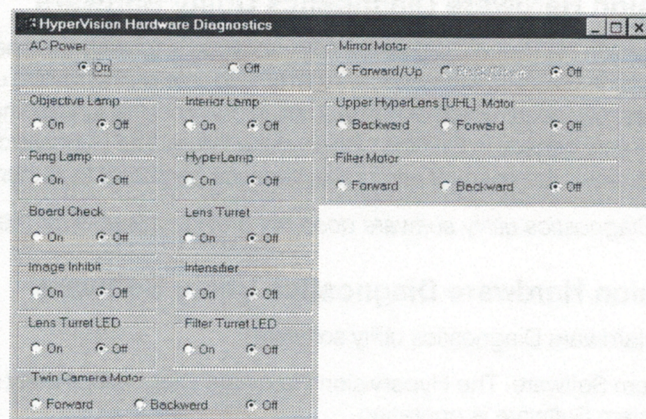 HyperVision Hardware Diagnostics
AC Power
On Off
Mirror Motor
Forward/Up Off
Objective Lamp Interior Lamp
On Off On Off
Upper HyperLens [UHL] Motor
Backward Forward Off
Ring Lamp HyperLamp
On Off On Off
Filter Motor
Forward Backward Off
Board Check Lens Turret
On Off On Off
Image Inhibit Intensifier
On Off On Off
Lens Turret LED Filter Turret LED
On Off On Off
Twin Camera Motor
Forward Backward Off